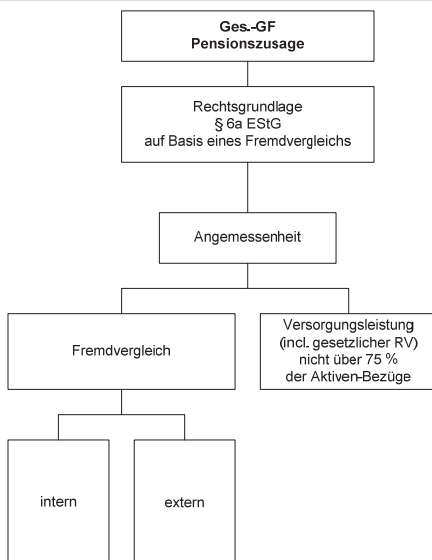 Ges.-GF
Pensionszusage
Rechtsgrundlage
§ 6a EStG
auf Basis eines Fremdvergleichs
Angemessenheit
Fremdvergleich
Versorgungsleistung
(incl. gesetzlicher RV)
nicht über 75 %
der Aktiven-Bezüge
intern
extern